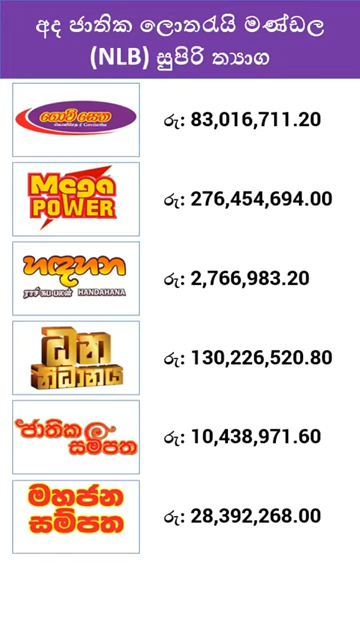 අද ජාතික ලොතරැයි මණ්ඩල
(NLB) සුපිරි ත්‍යාග
ගොවි සෙත
රු: 83,016,711.20
Mega
POWER
රු: 276,454,694.00
හඳහන
HANDAHANA
රු: 2,766,983.20
ධන
නිධානය
රු: 130,226,520.80
ජාතික
සම්පත
රු: 10,438,971.60
මහජන
සම්පත
රු: 28,392,268.00